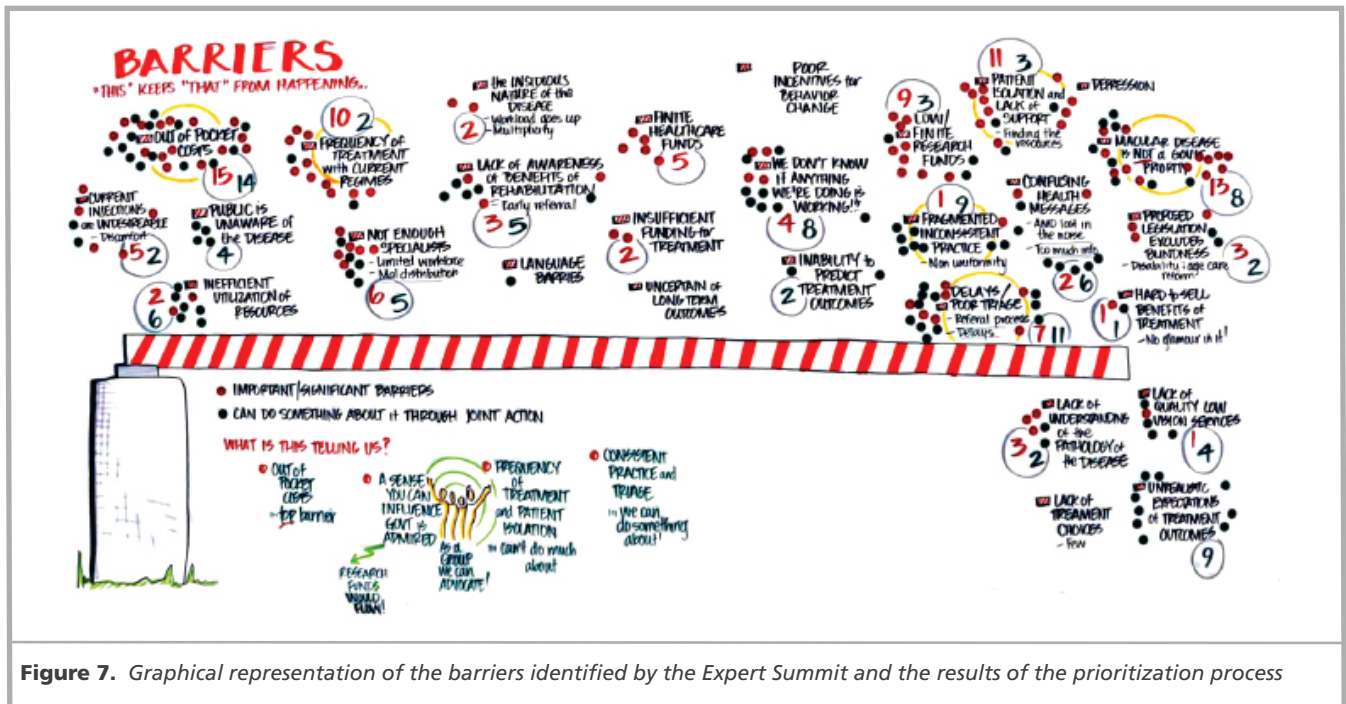 BARRIERS
"THIS" KEEPS "THAT" FROM HAPPENING...
OUT OF POCKET
COSTS
15 14
10 2
FREQUENCY OF
TREATMENT
with CURRENT
REGIMES
the INSIDIOUS
NATURE of the
DISEASE
- Workload goes up
- Multiplicity
2
FINITE
HEALTHCARE
FUNDS
5
POOR
INCENTIVES for
BEHAVIOR
CHANGE
9 3
LOW/
FINITE
RESEARCH
FUNDS
11 3
PATIENT
ISOLATION and
LACK of
SUPPORT
- Finding the
resources
DEPRESSION
MACULAR DISEASE
is NOT a GOVT
PRIORITY
13
8
CURRENT
INJECTIONS
are UNDESIREABLE
- Discomfort
5 2
PUBLIC IS
UNAWARE of
the DISEASE
4
NOT ENOUGH
SPECIALISTS
- Limited workforce
- Mal distribution
6 5
LACK of AWARENESS
of BENEFITS of
REHABILITATION
- Early referral
3 5
INSUFFICIENT
FUNDING for
TREATMENT
2
WE DON'T KNOW
IF ANYTHING
WE'RE DOING is
WORKING!!
4 8
1 9
FRAGMENTED
INCONSISTENT
PRACTICE
- Non uniformity
CONFUSING
HEALTH
MESSAGES
- AND lost in
the noise
- Too much info
2 6
PROPOSED
LEGISLATION
EXCLUDES
BLINDNESS
- Disability : age care
reform
3
2
2
6
INEFFICIENT
UTILIZATION of
RESOURCES
LANGUAGE
BARRIES
UNCERTAIN OF
LONG TERM
OUTCOMES
INABILITY to
PREDICT
TREATMENT
OUTCOMES
2
DELAYS/
POOR TRIAGE
- Referal process
- Delays
7 11
HARD to SELL
BENEFITS of
TREATMENT
- No glamour in it!
1
1
IMPORTANT/SIGNIFICANT BARRIERS
CAN DO SOMETHING ABOUT it THROUGH JOINT ACTION
WHAT IS THIS TELLING US?
OUT of
POCKET
COSTS
... top barrier
A SENSE
YOU CAN
INFLUENCE
GOVT is
ADMIRED
RESEARCH
FUNDS
WOULD
FLOW!
AS a
GROUP
WE can
ADVOCATE!
FREQUENCY
of
TREATMENT
and PATIENT
ISOLATION
... can't do much
about
CONSISTENT
PRACTICE and
TRIAGE
... we can
do something
about!
LACK of
UNDERSTANDING
of the
PATHOLOGY of
the DISEASE
3 2
LACK of
QUALITY LOW
VISION SERVICES
1
4
LACK of
TREAMENT
CHOICES
- Few
UNREALISTIC
EXPECTATIONS
of TREATMENT
OUTCOMES
9
Figure 7. Graphical representation of the barriers identified by the Expert Summit and the results of the prioritization process